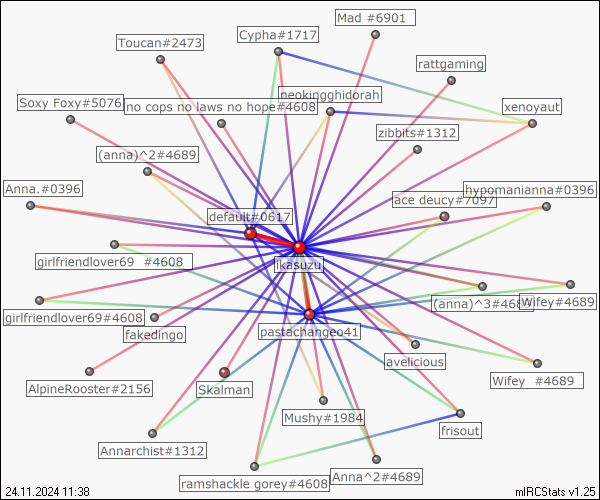 Mad #6901
Cypha#1717
Toucan#2473
rattgaming
neokingghidorah
Soxy Foxy#5076
no cops no laws no hope#4608
xenoyaut
zibbits#1312
(anna)^2#4689
Anna.#0396
hypomanianna#0396
ace deucy#7097
default#0617
girlfriendlover69 #4608
ikasuzu
(anna)^3#4689
Wifey#4689
girlfriendlover69#4608
fakedingo
pastachangeo41
avelicious
Wifey #4689
AlpineRooster#2156
Skalman
Mushy#1984
frisout
Annarchist#1312
Anna^2#4689
ramshackle gorey#4608
24.11.2024 11:38
mIRCStats v1.25